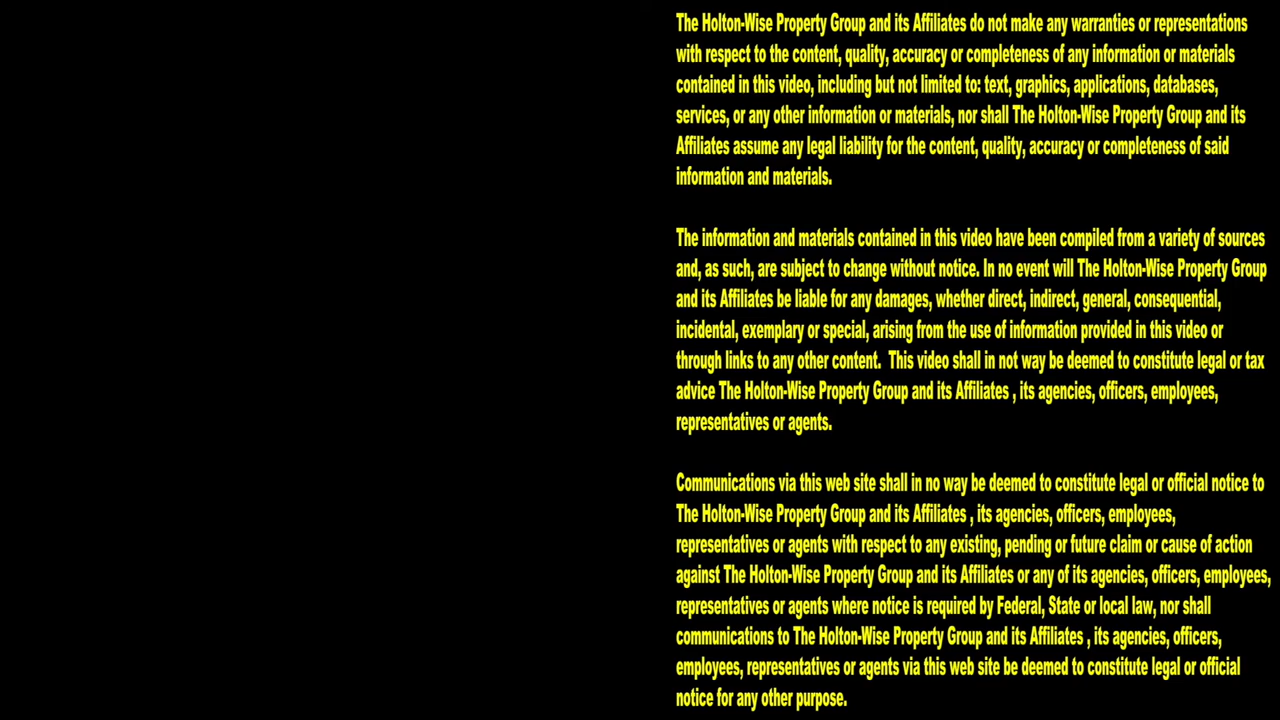 The Holton-Wise Property Group and its Affiliates do not make any warranties or representations
with respect to the content, quality, accuracy or completeness of any information or materials
contained in this video, including but not limited to: text, graphics, applications, databases,
services, or any other information or materials, nor shall The Holton-Wise Property Group and its
Affiliates assume any legal liability for the content, quality, accuracy or completeness of said
information and materials.
The information and materials contained in this video have been compiled from a variety of sources
and, as such, are subject to change without notice. In no event will The Holton-Wise Property Group
and its Affiliates be liable for any damages, whether direct, indirect, general, consequential,
incidental, exemplary or special, arising from the use of information provided in this video or
through links to any other content.  This video shall in not way be deemed to constitute legal or tax
advice The Holton-Wise Property Group and its Affiliates , its agencies, officers, employees,
representatives or agents.
Communications via this web site shall in no way be deemed to constitute legal or official notice to
The Holton-Wise Property Group and its Affiliates , its agencies, officers, employees,
representatives or agents with respect to any existing, pending or future claim or cause of action
against The Holton-Wise Property Group and its Affiliates or any of its agencies, officers, employees,
representatives or agents where notice is required by Federal, State or local law, nor shall
communications to The Holton-Wise Property Group and its Affiliates , its agencies, officers,
employees, representatives or agents via this web site be deemed to constitute legal or official
notice for any other purpose.